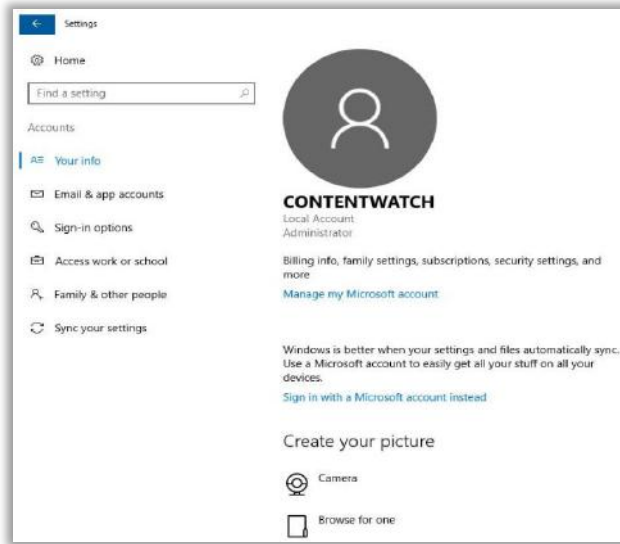 Settings
Home
Find a setting
Accounts
Your info
Email & app accounts
Sign-in options
Access work or school
Family & other people
Sync your settings
CONTENTWATCH
Local Account
Administrator
Billing info, family settings, subscriptions, security settings, and
more
Manage my Microsoft account
Windows is better when your settings and files automatically sync.
Use a Microsoft account to easily get all your stuff on all your
devices.
Sign in with a Microsoft account instead
Create your picture
Camera
Browse for one